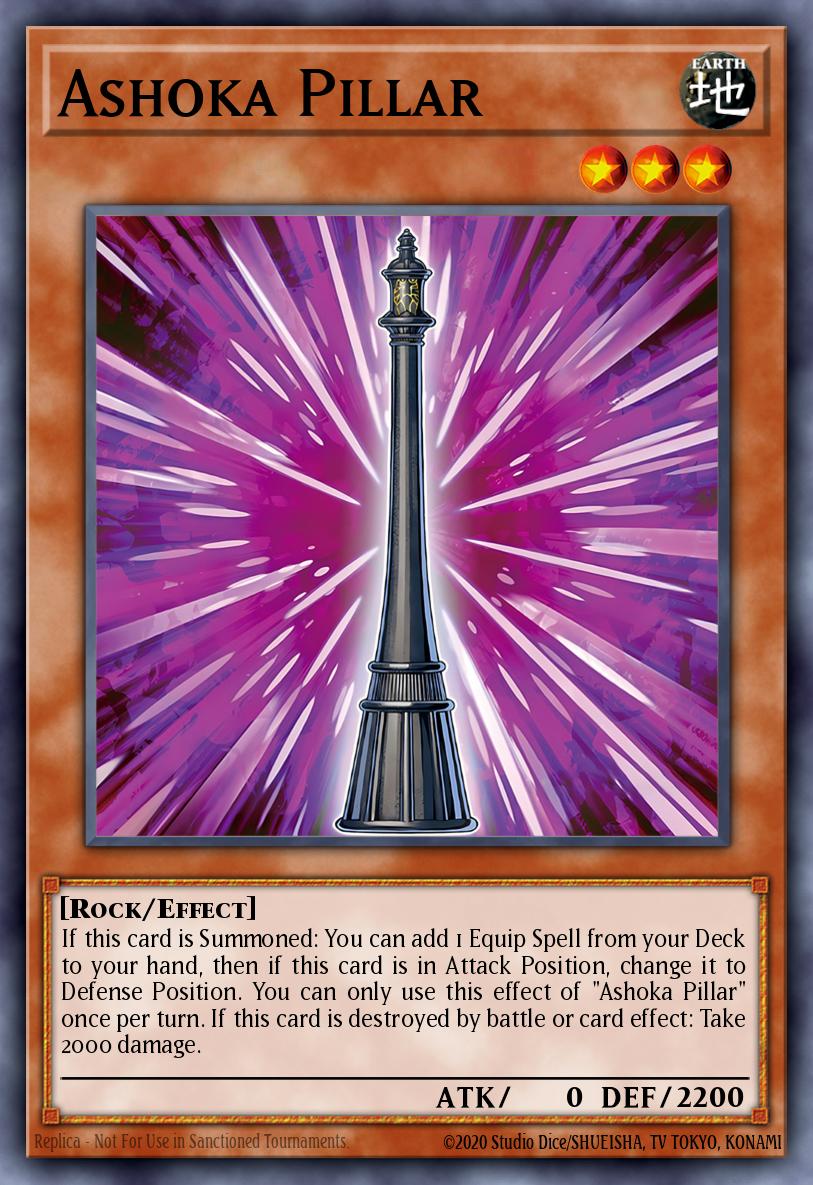 Ashoka Pillar
EARTH
地
[Rock/Effect]
If this card is Summoned: You can add 1 Equip Spell from your Deck
to your hand, then if this card is in Attack Position, change it to
Defense Position. You can only use this effect of "Ashoka Pillar"
once per turn. If this card is destroyed by battle or card effect: Take
2000 damage.
ATK/ 0 DEF/2200
Replica - Not For Use in Sanctioned Tournaments.
©2020 Studio Dice/SHUEISHA, TV TOKYO, KONAMI